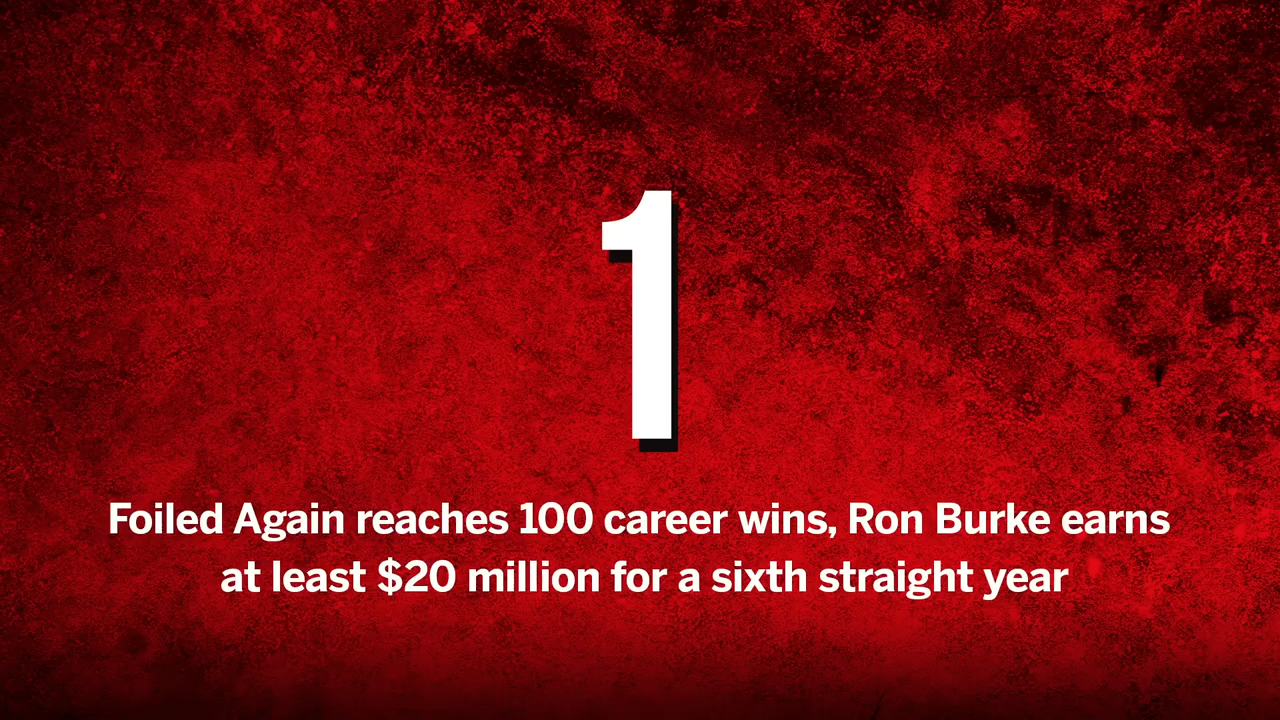 1
Foiled Again reaches 100 career wins, Ron Burke earns
at least $20 million for a sixth straight year